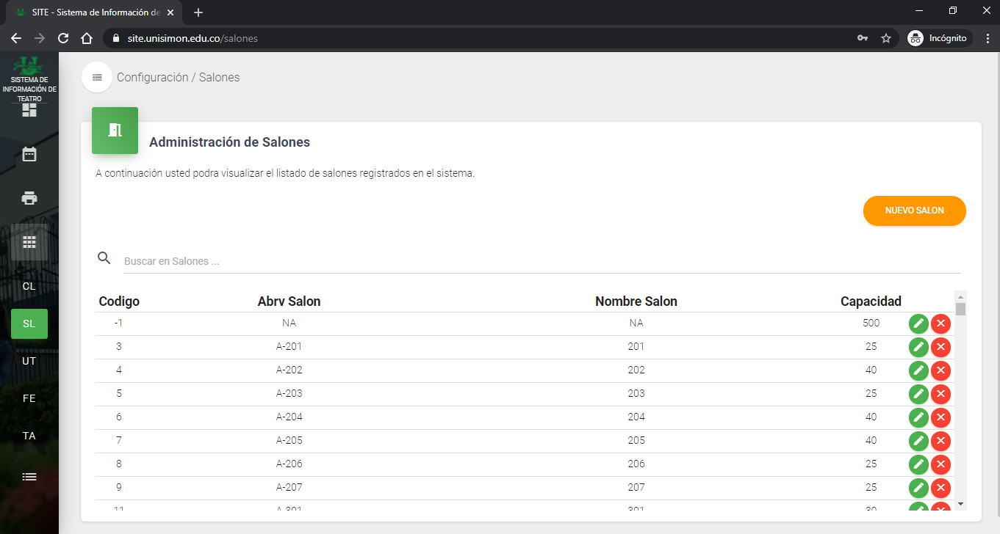 SITE - Sistema de Información de
site.unisimon.edu.co/salones
Incógnito
SISTEMA DE
INFORMACIÓN DE
TEATRO
Configuración / Salones
Administración de Salones
A continuación usted podra visualizar el listado de salones registrados en el sistema.
NUEVO SALON
Buscar en Salones ...
CL
SL
UT
FE
TA
Codigo Abrv Salon Nombre Salon Capacidad
-1 NA NA 500
3 A-201 201 25
4 A-202 202 40
5 A-203 203 25
6 A-204 204 40
7 A-205 205 40
8 A-206 206 25
9 A-207 207 25
11 A-301 301 30